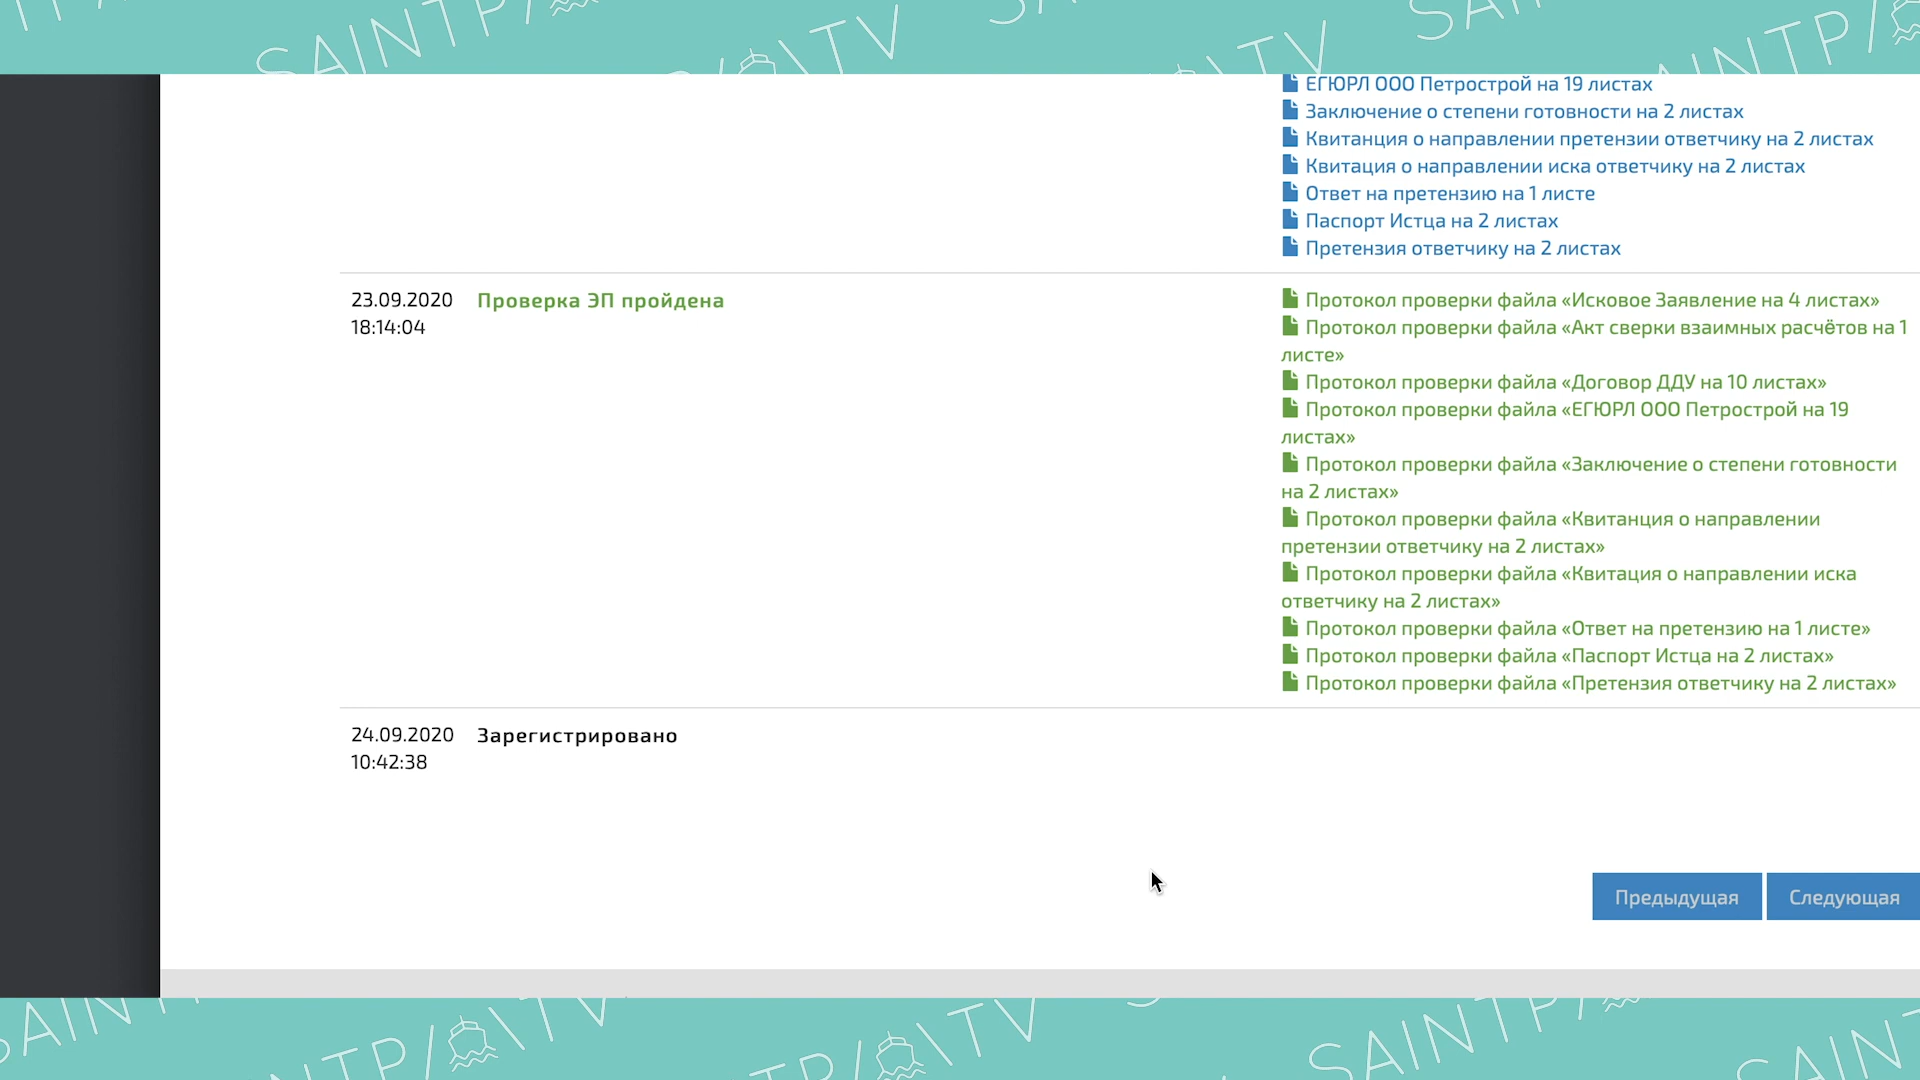 ЕГЮРЛ ООО Петрострой на 19 листах
Заключение о степени готовности на 2 листах
Квитанция о направлении претензии ответчику на 2 листах
Квитация о направлении иска ответчику на 2 листах
Ответ на претензию на 1 листе
Паспорт Истца на 2 листах
Претензия ответчику на 2 листах
23.09.2020
18:14:04
Проверка ЭП пройдена
Протокол проверки файла «Исковое Заявление на 4 листах»
Протокол проверки файла «Акт сверки взаимных расчётов на 1
листе»
Протокол проверки файла «Договор ДДУ на 10 листах»
Протокол проверки файла «ЕГЮРЛ ООО Петрострой на 19
листах»
Протокол проверки файла «Заключение о степени готовности
на 2 листах»
Протокол проверки файла «Квитанция о направлении
претензии ответчику на 2 листах»
Протокол проверки файла «Квитация о направлении иска
ответчику на 2 листах»
Протокол проверки файла «Ответ на претензию на 1 листе»
Протокол проверки файла «Паспорт Истца на 2 листах»
Протокол проверки файла «Претензия ответчику на 2 листах»
24.09.2020
10:42:38
Зарегистрировано
Предыдущая
Следующая